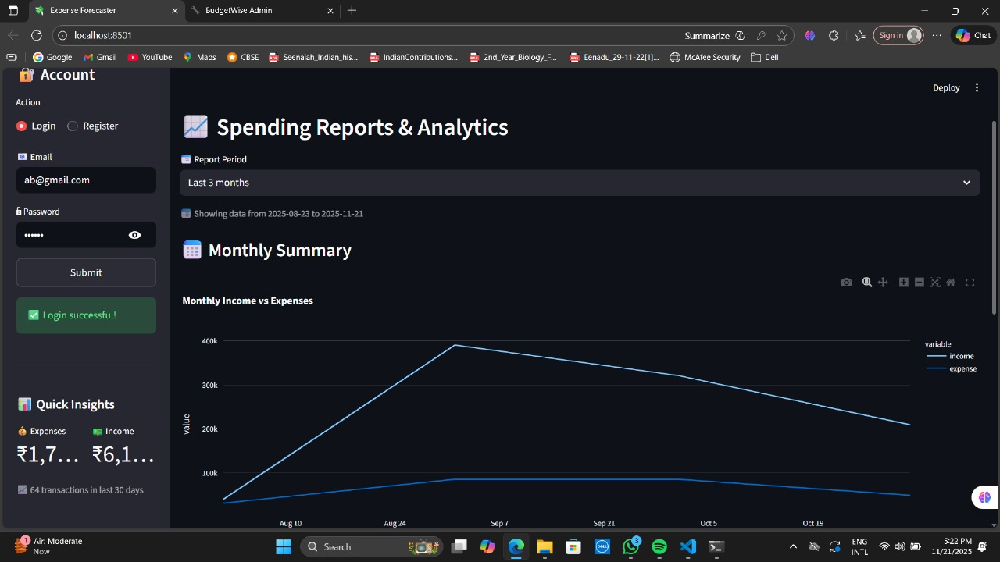 Expense Forecaster
BudgetWise Admin
localhost:8501
Summarize
Sign in
Chat
Google
Gmail
YouTube
Maps
CBSE
Seenaiah_Indian_his...
IndianContributions...
2nd_Year_Biology_F...
Eenadu_29-11-22[1]...
McAfee Security
Dell
Account
Action
Login
Register
Email
ab@gmail.com
Password
••••••
Submit
Login successful!
Quick Insights
Expenses
Income
₹1,7...
₹6,1...
64 transactions in last 30 days
Deploy
Spending Reports & Analytics
Report Period
Last 3 months
Showing data from 2025-08-23 to 2025-11-21
Monthly Summary
Monthly Income vs Expenses
400k
300k
200k
100k
value
variable
income
expense
Aug 10
Aug 24
Sep 7
Sep 21
Oct 5
Oct 19
1
Air: Moderate
Now
Search
DELL
3
ENG
INTL
5:22 PM
11/21/2025